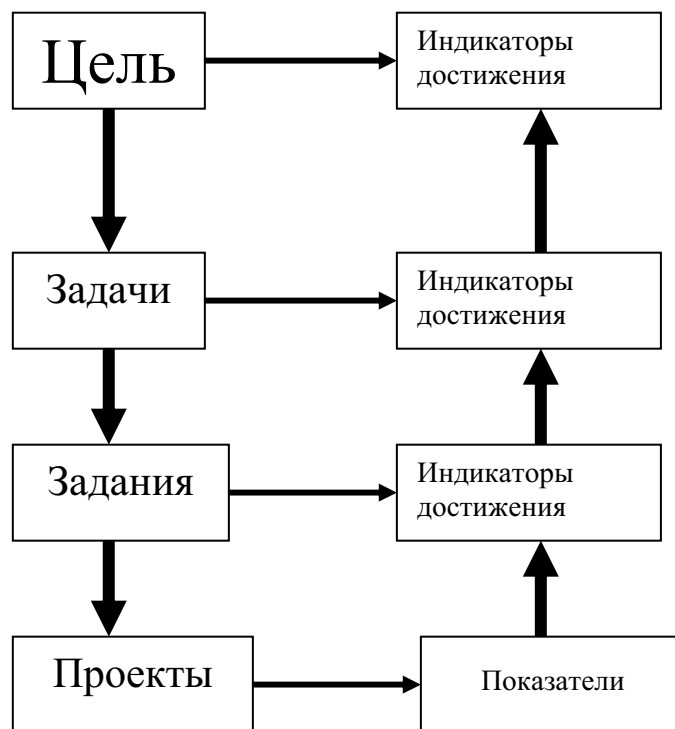 Цель
Индикаторы
достижения
Задачи
Индикаторы
достижения
Задания
Индикаторы
достижения
Проекты
Показатели